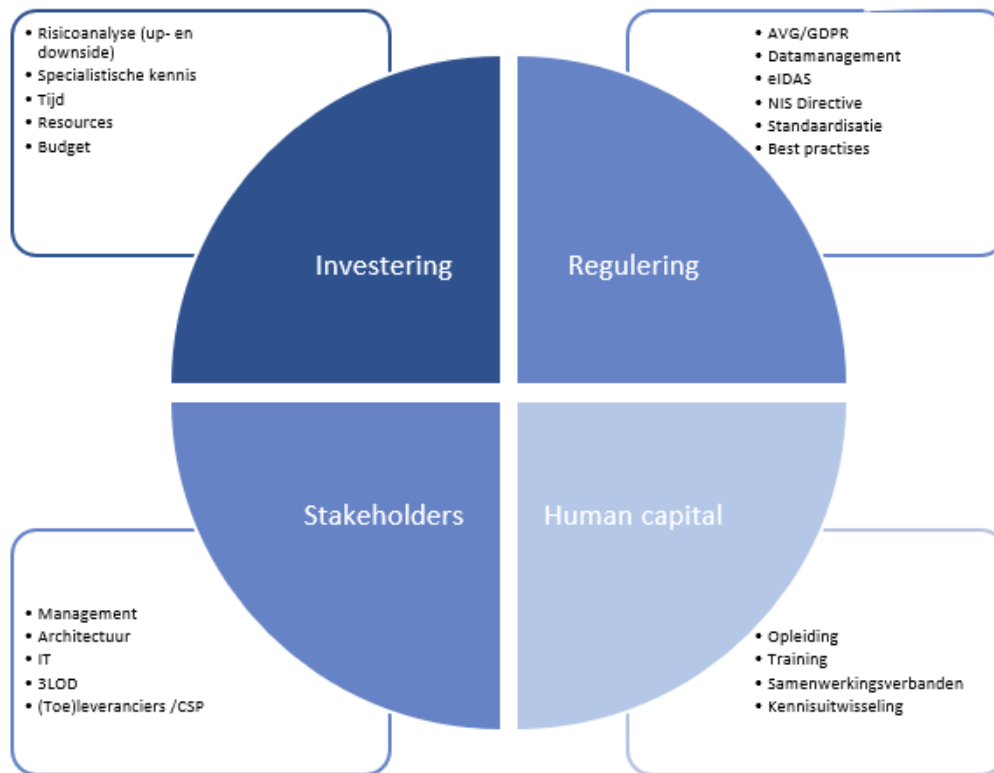 • Risicoanalyse (up- en
downside)
• Specialistische kennis
• Tijd
• Resources
• Budget
• AVG/GDPR
• Datamanagement
• eIDAS
• NIS Directive
• Standaardisatie
• Best practises
Investering
Regulering
Stakeholders
Human capital
• Management
• Architectuur
• IT
• 3LOD
• (Toe)leveranciers /CSP
• Opleiding
• Training
• Samenwerkingsverbanden
• Kennisuitwisseling